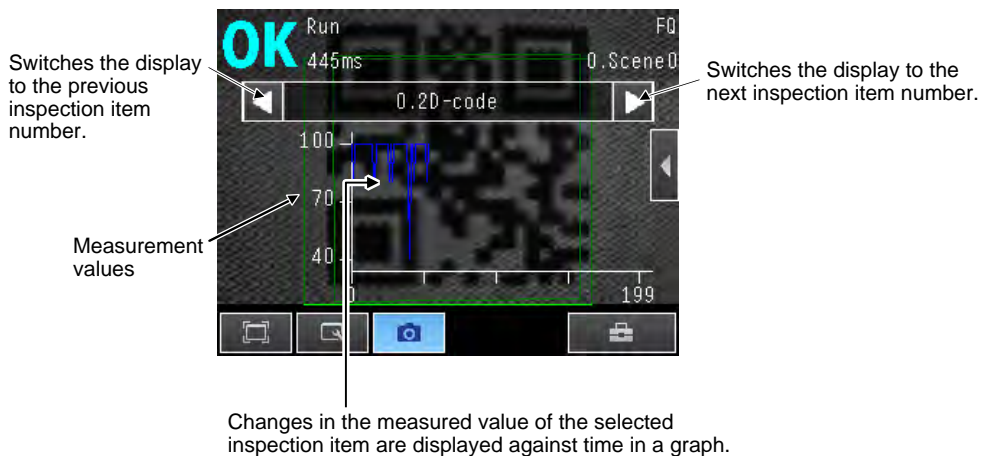 OK
Run
FQ
445ms
0.Scene0
Switches the display
to the previous
inspection item
number.
Switches the display to the
next inspection item number.
0.2D-code
100
70
40
0
199
Measurement
values
Changes in the measured value of the selected
inspection item are displayed against time in a graph.